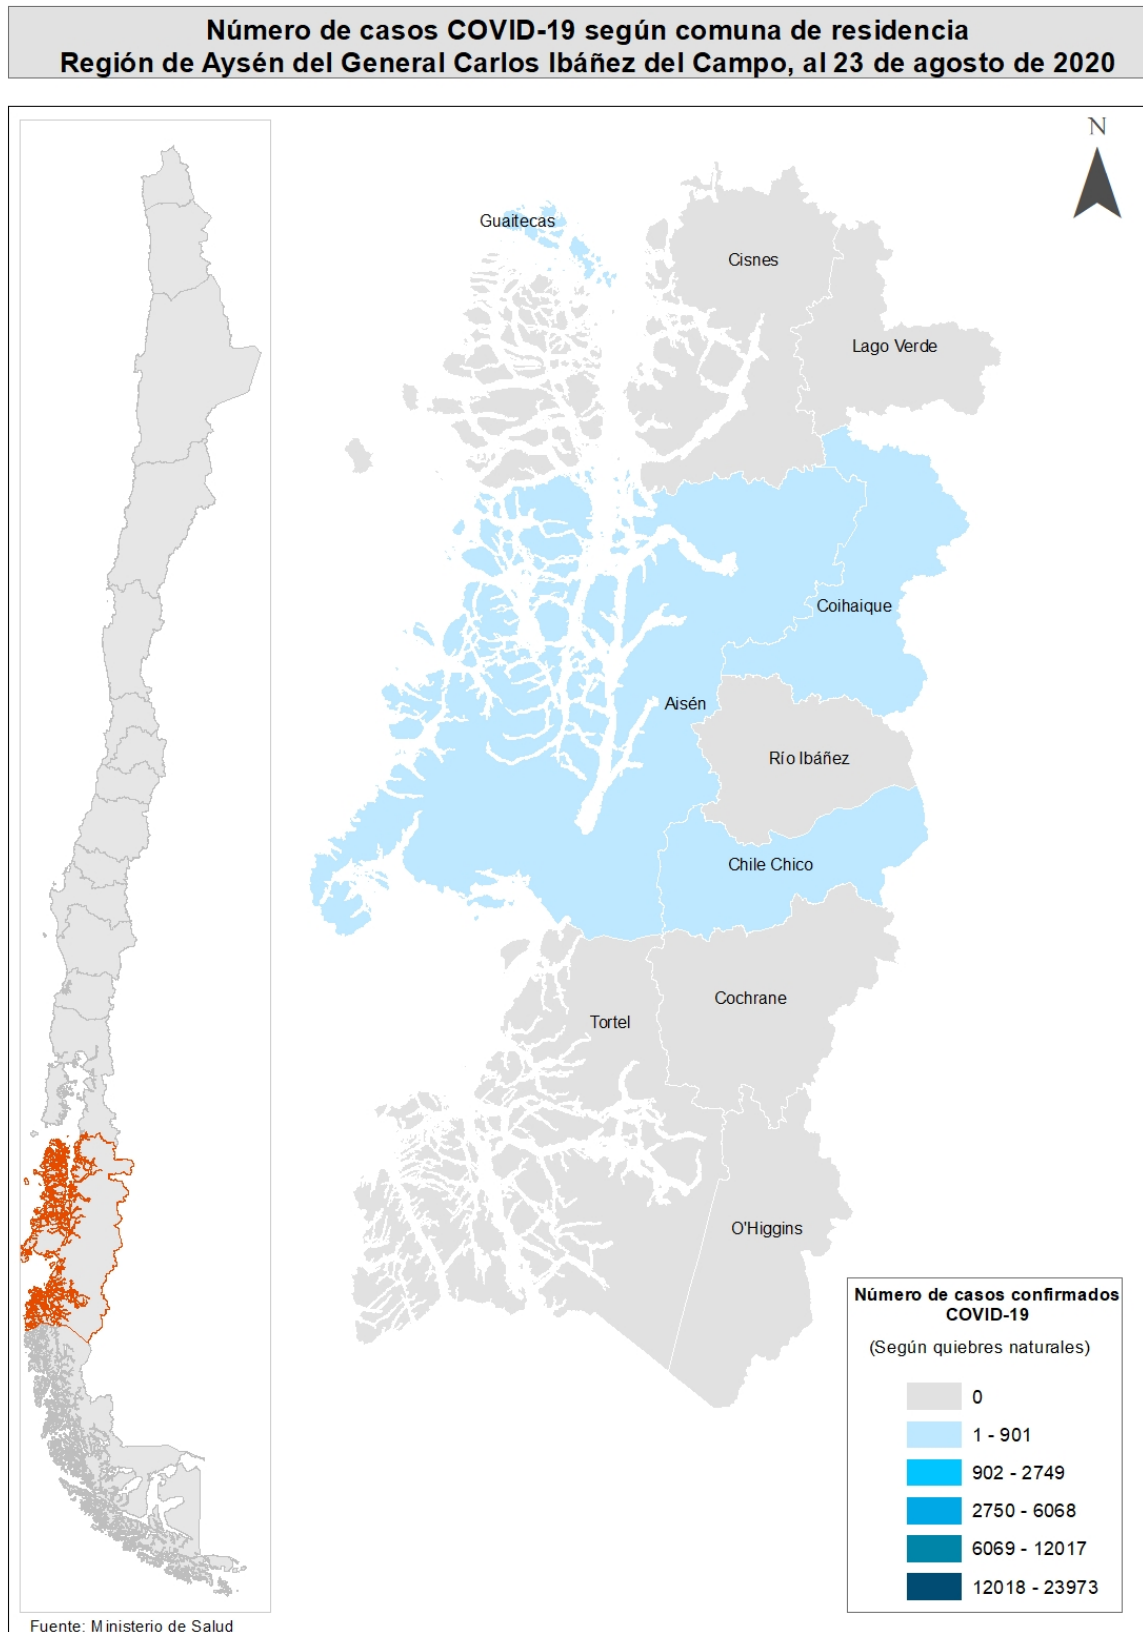 Número de casos COVID-19 según comuna de residencia
Región de Aysén del General Carlos Ibáñez del Campo, al 23 de agosto de 2020
N
Guaitecas
Cisnes
Lago Verde
Coihaique
Aisén
Río Ibáñez
Chile Chico
Cochrane
Tortel
O'Higgins
Número de casos confirmados
COVID-19
(Según quiebres naturales)
0
1 - 901
902 - 2749
2750 - 6068
6069 - 12017
12018 - 23973
Fuente: Ministerio de Salud